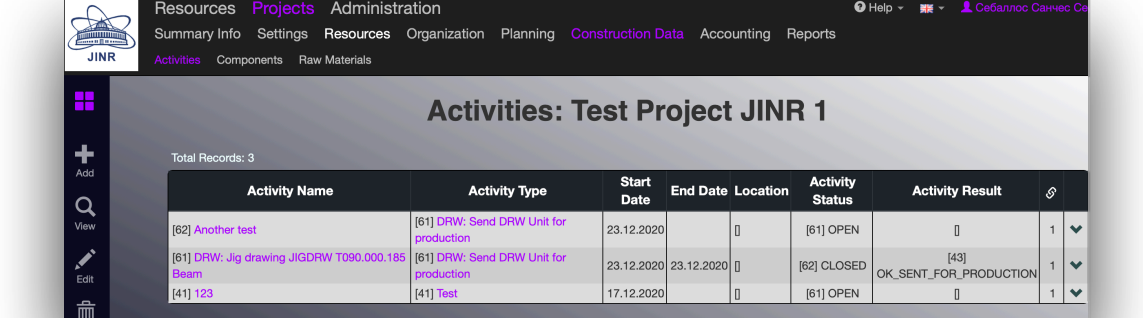 Resources Projects Administration
Help
Себаллос Санчес Се
Summary Info Settings Resources Organization Planning Construction Data Accounting Reports
JINR
Activities Components Raw Materials
Activities: Test Project JINR 1
Add
View
Edit
Total Records: 3
Activity Name Activity Type Start Date End Date Location Activity Status Activity Result
[62] Another test [61] DRW: Send DRW Unit for production 23.12.2020 [] [61] OPEN [] 1
[61] DRW: Jig drawing JIGDRW T090.000.185 Beam [61] DRW: Send DRW Unit for production 23.12.2020 23.12.2020 [] [62] CLOSED [43] OK_SENT_FOR_PRODUCTION 1
[41] 123 [41] Test 17.12.2020 [] [61] OPEN [] 1